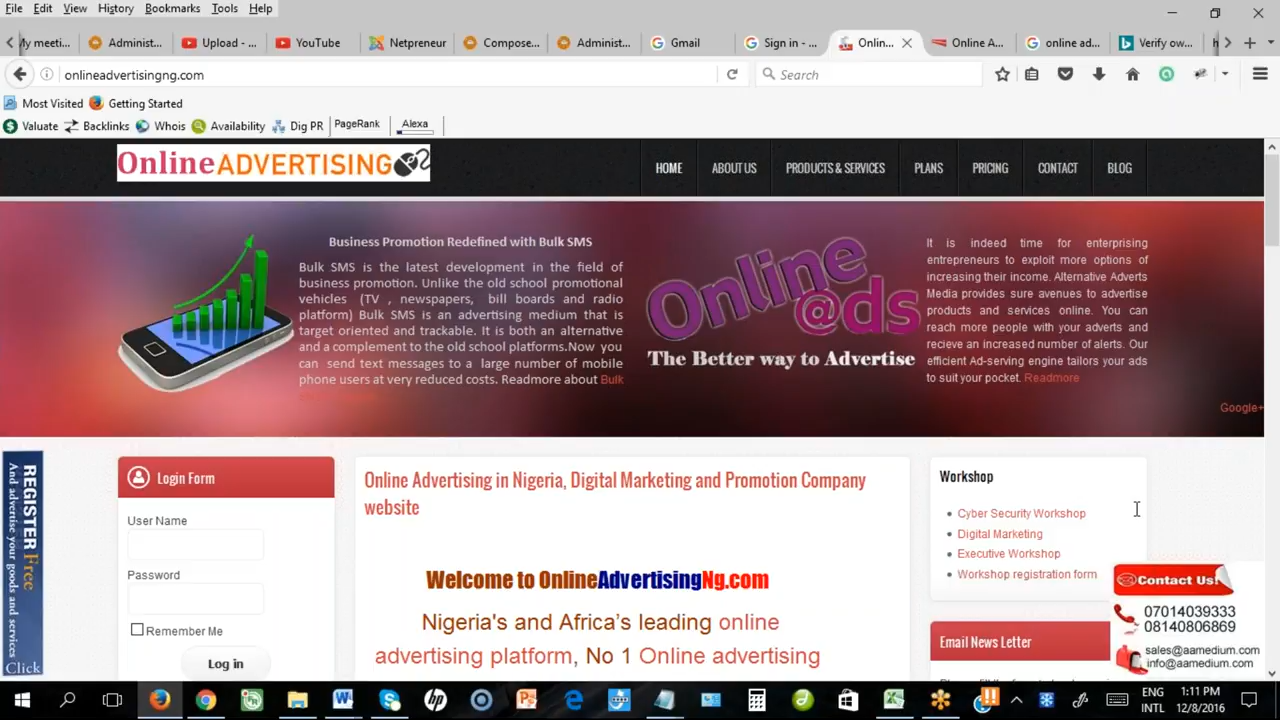 File Edit View History Bookmarks Tools Help
My meeti... Administ... Upload - ... YouTube Netpreneur Compose... Administ... Gmail Sign in - ... Onlin... Online A... online ad... Verify ow...
onlineadvertisingng.com Search
Most Visited Getting Started
Valuate Backlinks Whois Availability Dig PR PageRank Alexa
OnlineADVERTISING HOME ABOUT US PRODUCTS & SERVICES PLANS PRICING CONTACT BLOG
Business Promotion Redefined with Bulk SMS
Bulk SMS is the latest development in the field of
business promotion. Unlike the old school promotional
vehicles (TV , newspapers, bill boards and radio
platform) Bulk SMS is an advertising medium that is
target oriented and trackable. It is both an alternative
and a complement to the old school platforms.Now you
can send text messages to a large number of mobile
phone users at very reduced costs. Readmore about Bulk
Online @ds
The Better way to Advertise
It is indeed time for enterprising
entrepreneurs to exploit more options of
increasing their income. Alternative Adverts
Media provides sure avenues to advertise
products and services online. You can
reach more people with your adverts and
recieve an increased number of alerts. Our
efficient Ad-serving engine tailors your ads
to suit your pocket. Readmore
Google+
REGISTER Free
And advertise your goods and services
Click
Login Form
User Name
Password
Remember Me
Log in
Online Advertising in Nigeria, Digital Marketing and Promotion Company
website
Welcome to OnlineAdvertisingNg.com
Nigeria's and Africa's leading online
advertising platform, No 1 Online advertising
Workshop
Cyber Security Workshop
Digital Marketing
Executive Workshop
Workshop registration form
Email News Letter
Contact Us!
07014039333
08140806869
sales@aamedium.com
info@aamedium.com
ENG
INTL
1:11 PM
12/8/2016